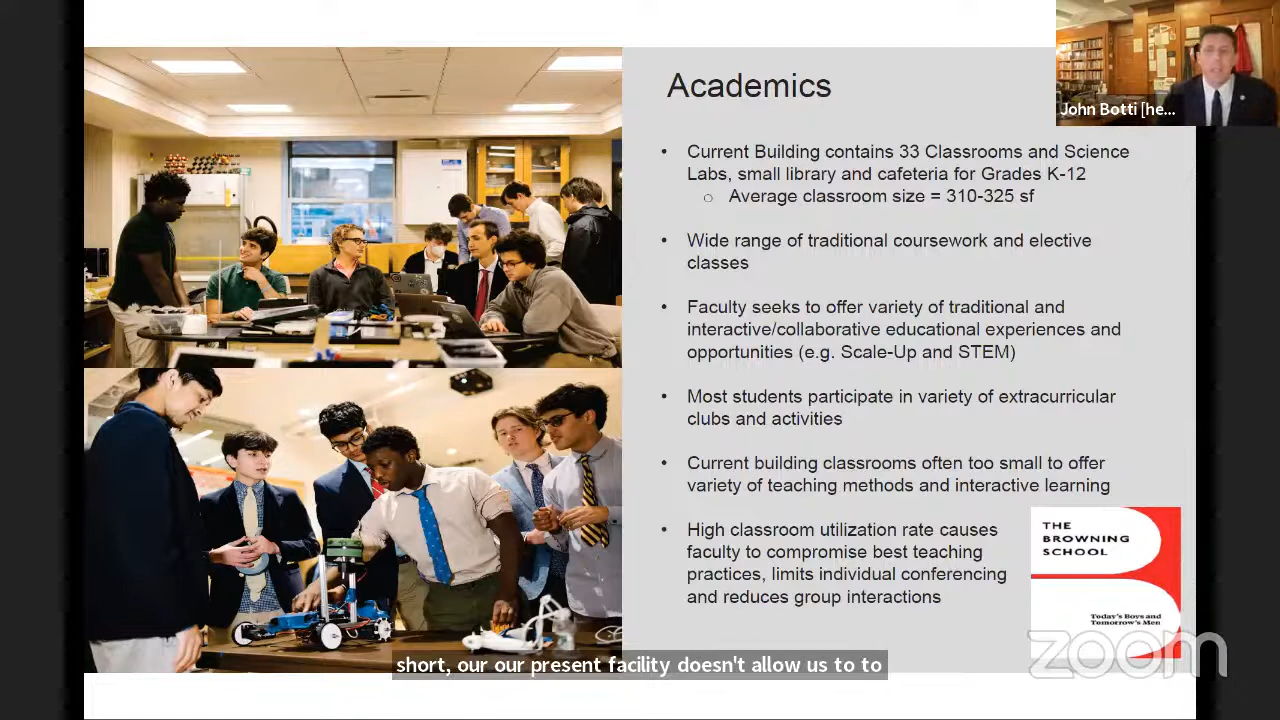 Academics
John Botti [he...
• Current Building contains 33 Classrooms and Science
Labs, small library and cafeteria for Grades K-12
○ Average classroom size = 310-325 sf
• Wide range of traditional coursework and elective
classes
• Faculty seeks to offer variety of traditional and
interactive/collaborative educational experiences and
opportunities (e.g. Scale-Up and STEM)
• Most students participate in variety of extracurricular
clubs and activities
• Current building classrooms often too small to offer
variety of teaching methods and interactive learning
• High classroom utilization rate causes
faculty to compromise best teaching
practices, limits individual conferencing
and reduces group interactions
THE
BROWNING
SCHOOL
Today's Boys and
Tomorrow's Men
zoom
short, our our present facility doesn't allow us to to